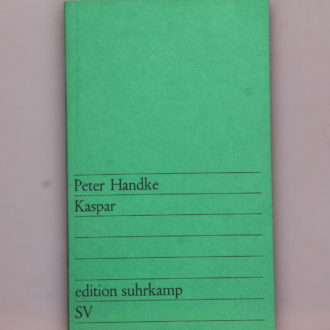 Peter Handke
Kaspar
edition suhrkamp
SV